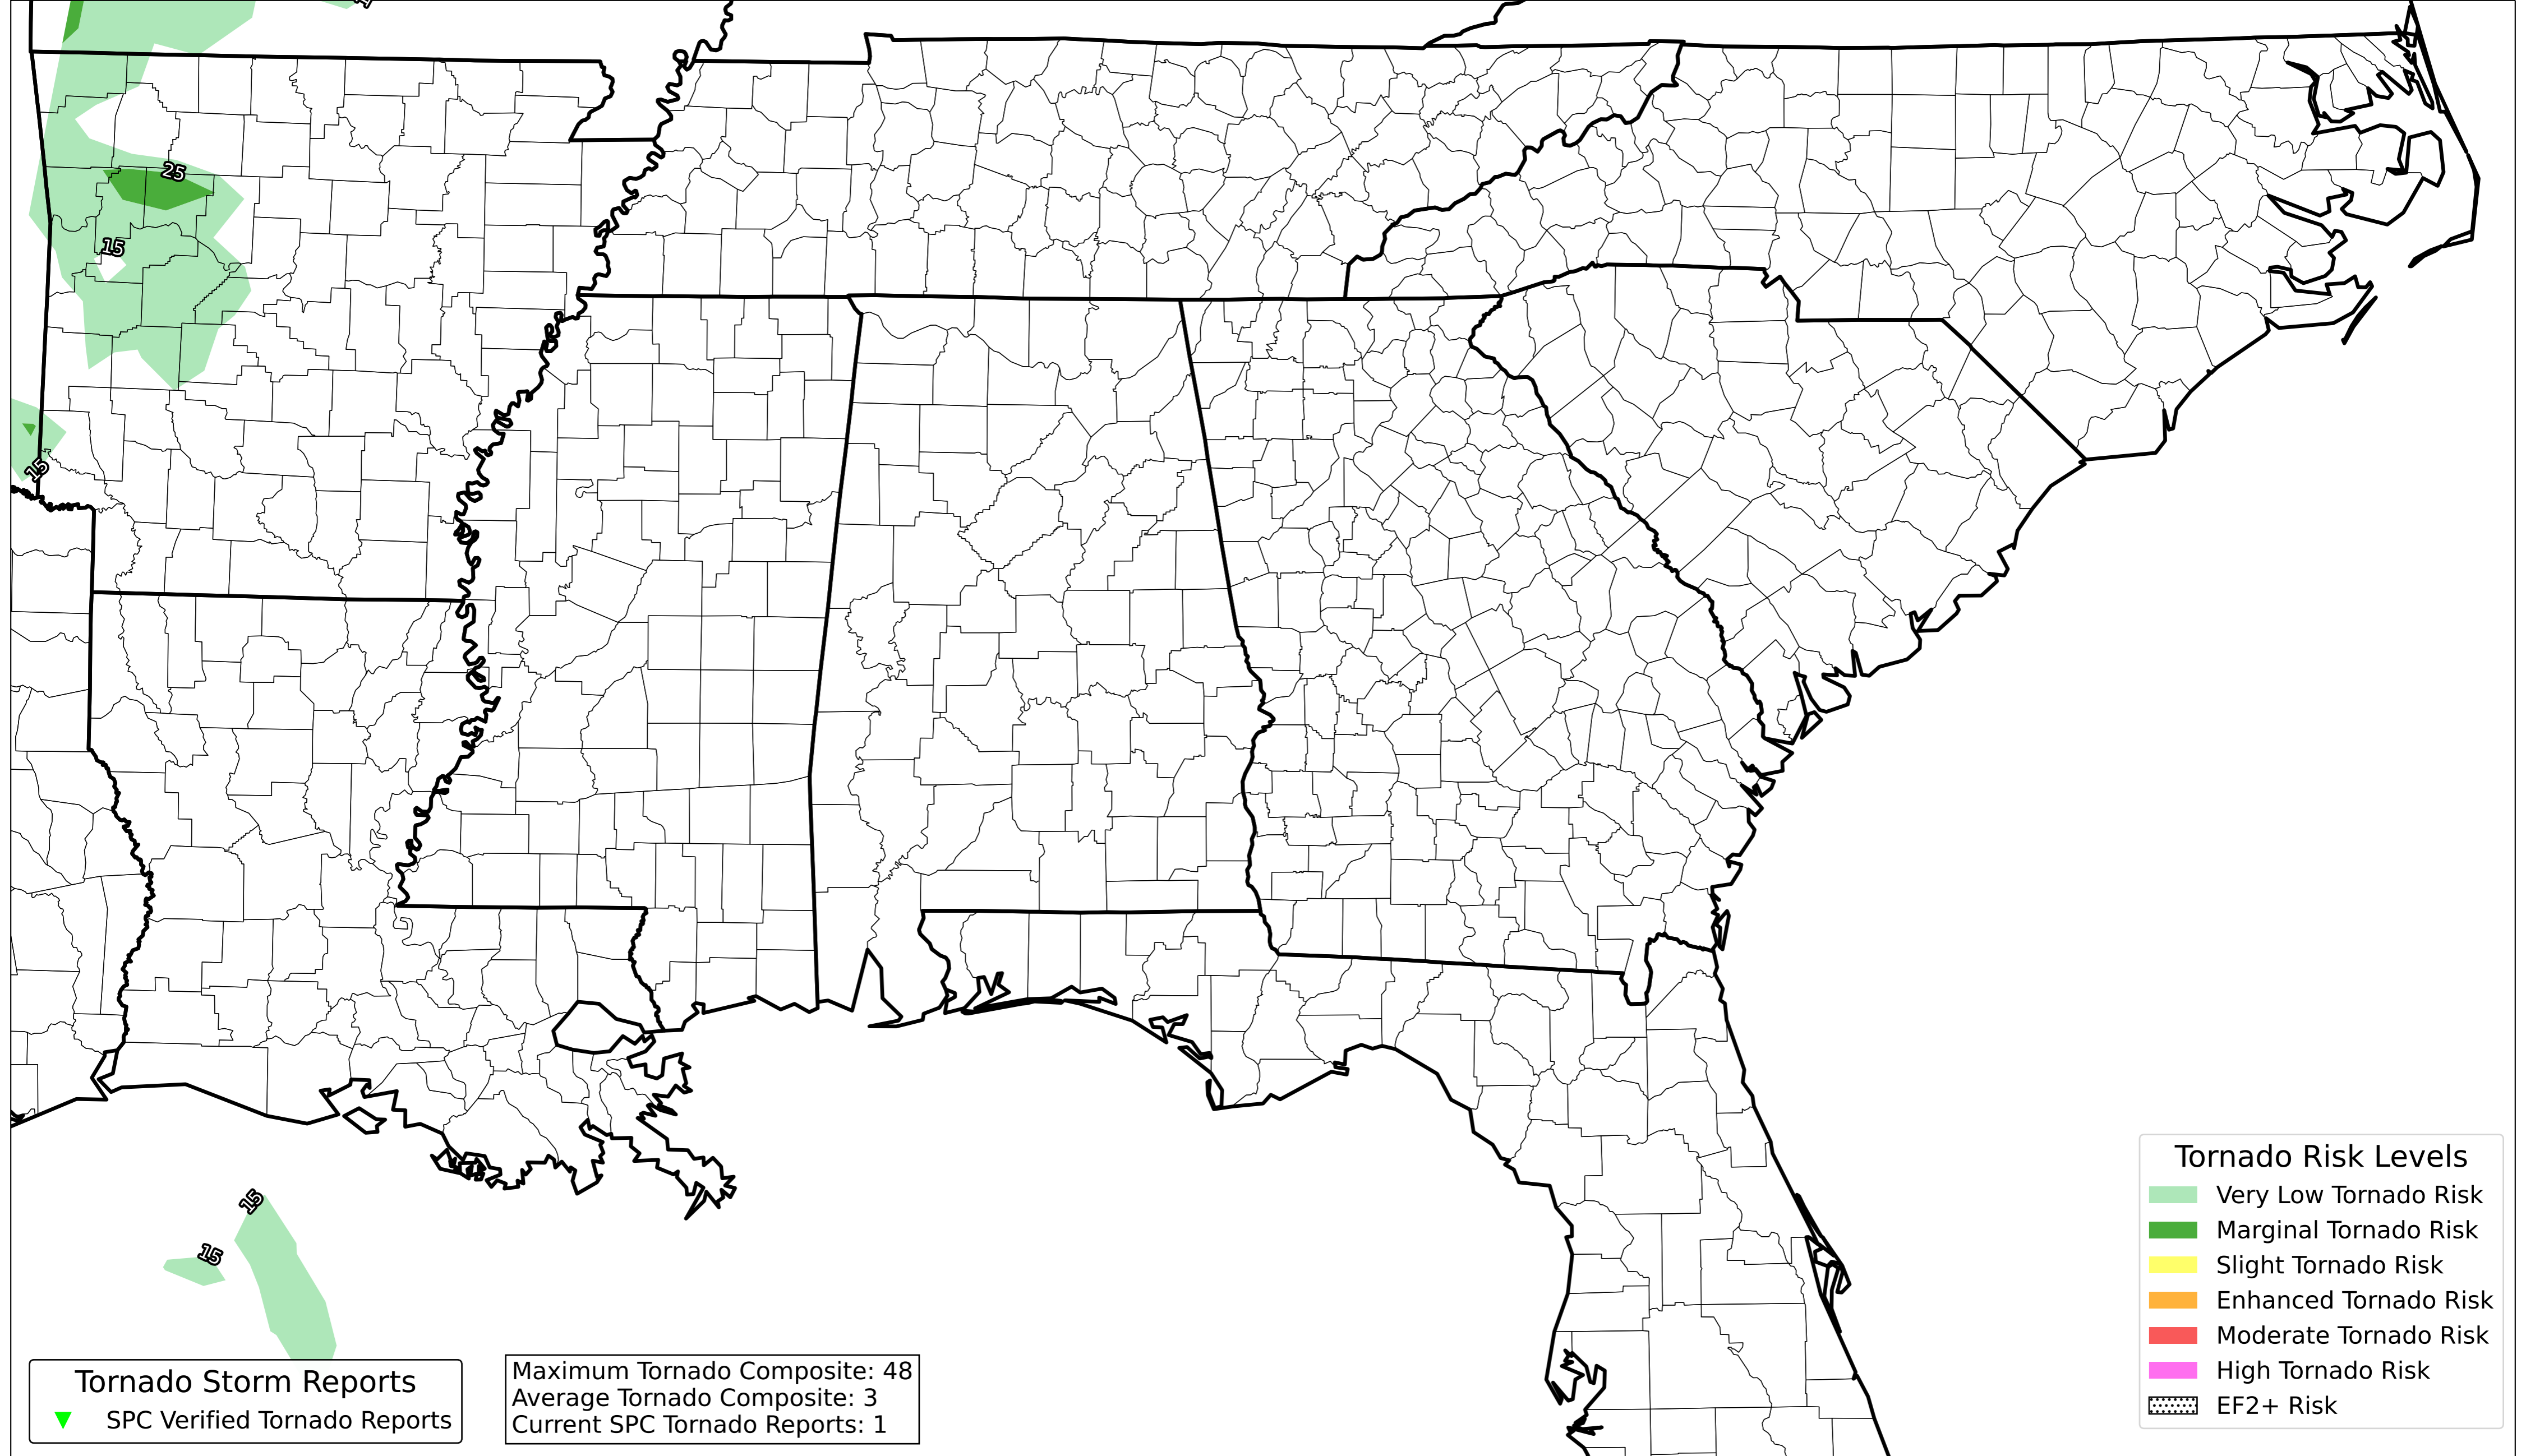 25
15
15
15
15
Tornado Risk Levels
Very Low Tornado Risk
Marginal Tornado Risk
Slight Tornado Risk
Enhanced Tornado Risk
Moderate Tornado Risk
High Tornado Risk
EF2+ Risk
Tornado Storm Reports
SPC Verified Tornado Reports
Maximum Tornado Composite: 48
Average Tornado Composite: 3
Current SPC Tornado Reports: 1